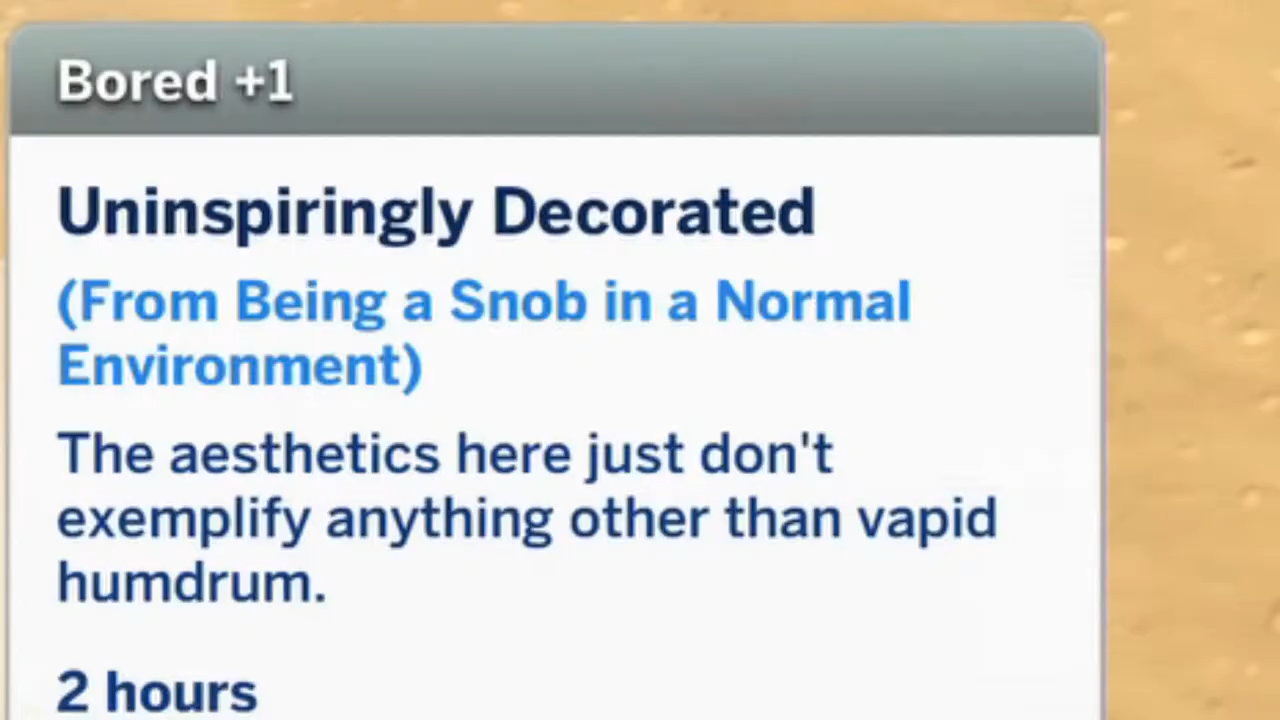 Bored +1
Uninspiringly Decorated
(From Being a Snob in a Normal
Environment)
The aesthetics here just don't
exemplify anything other than vapid
humdrum.
2 hours